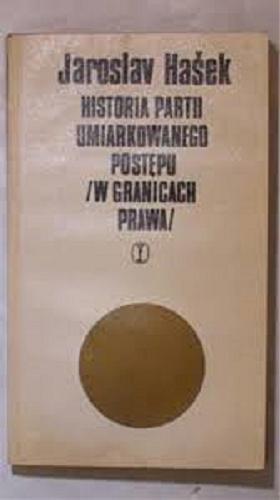 Jaroslav Hašek
HISTORIA PARTII
UMIARKOWANEGO
POSTĘPU
/W GRANICACH
PRAWA/